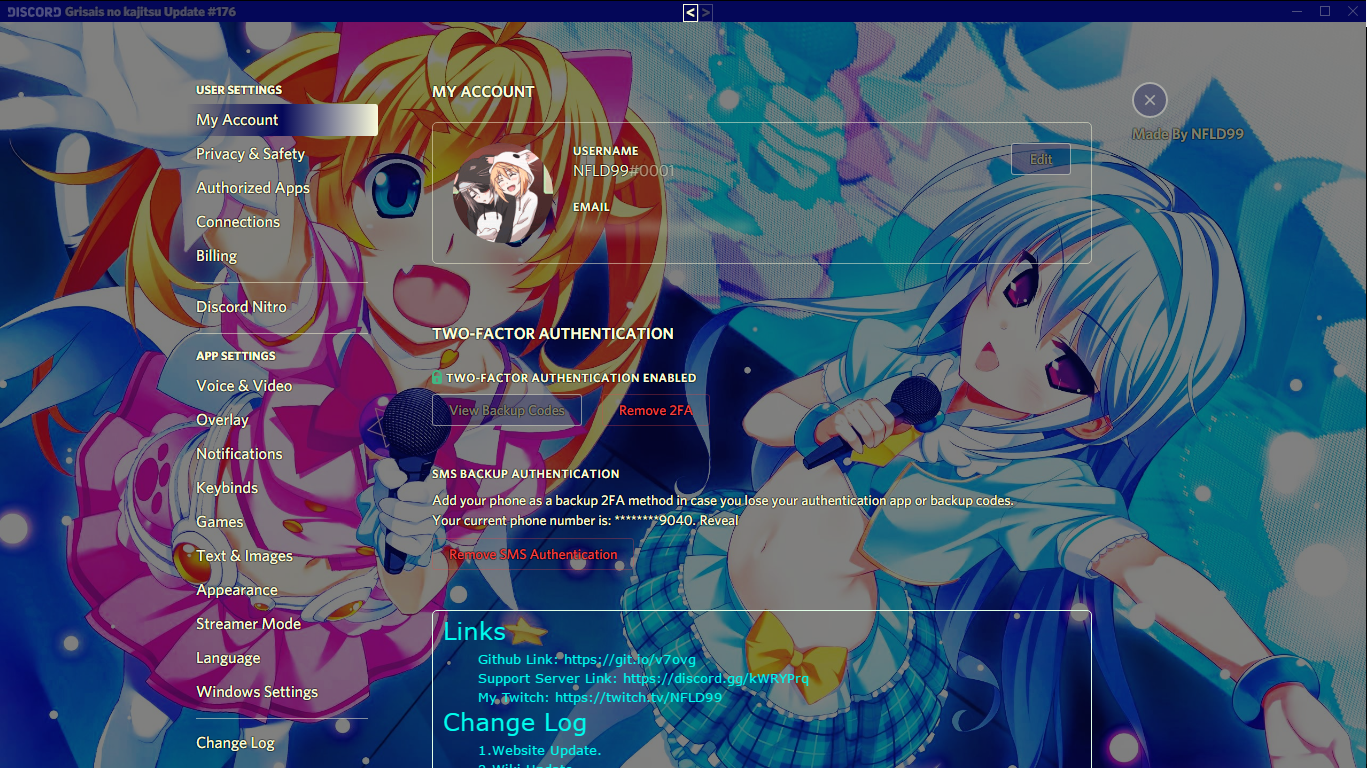 DISCORD Grisais no kajitsu Update #176
< >
USER SETTINGS
My Account
Privacy & Safety
Authorized Apps
Connections
Billing
Discord Nitro
APP SETTINGS
Voice & Video
Overlay
Notifications
Keybinds
Games
Text & Images
Appearance
Streamer Mode
Language
Windows Settings
Change Log
MY ACCOUNT
USERNAME
NFLD99#0001
EMAIL
Edit
Made By NFLD99
TWO-FACTOR AUTHENTICATION
TWO-FACTOR AUTHENTICATION ENABLED
View Backup Codes
Remove 2FA
SMS BACKUP AUTHENTICATION
Add your phone as a backup 2FA method in case you lose your authentication app or backup codes.
Your current phone number is: ********9040. Reveal
Remove SMS Authentication
Links
Github Link: https://git.io/v7ovg
Support Server Link: https://discord.gg/kWRYPrq
My Twitch: https://twitch.tv/NFLD99
Change Log
1.Website Update.
2.Wiki Update.